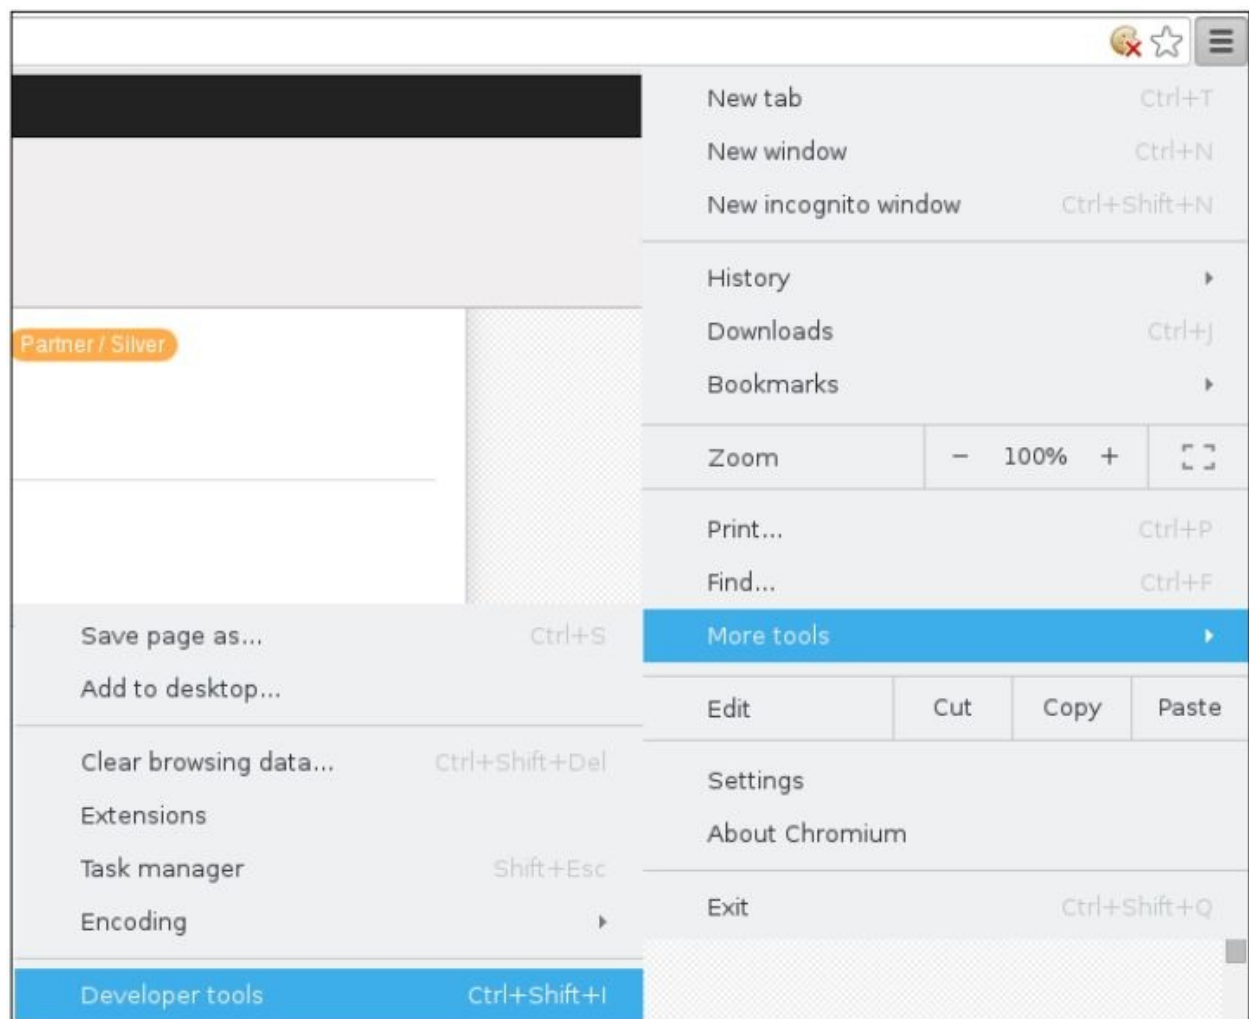 New tab Ctrl+T
New window Ctrl+N
New incognito window Ctrl+Shift+N
History
Downloads Ctrl+J
Bookmarks
Zoom − 100% +
Print... Ctrl+P
Find... Ctrl+F
More tools
Edit Cut Copy Paste
Settings
About Chromium
Exit Ctrl+Shift+Q
Partner / Silver
Save page as... Ctrl+S
Add to desktop...
Clear browsing data... Ctrl+Shift+Del
Extensions
Task manager Shift+Esc
Encoding
Developer tools Ctrl+Shift+I